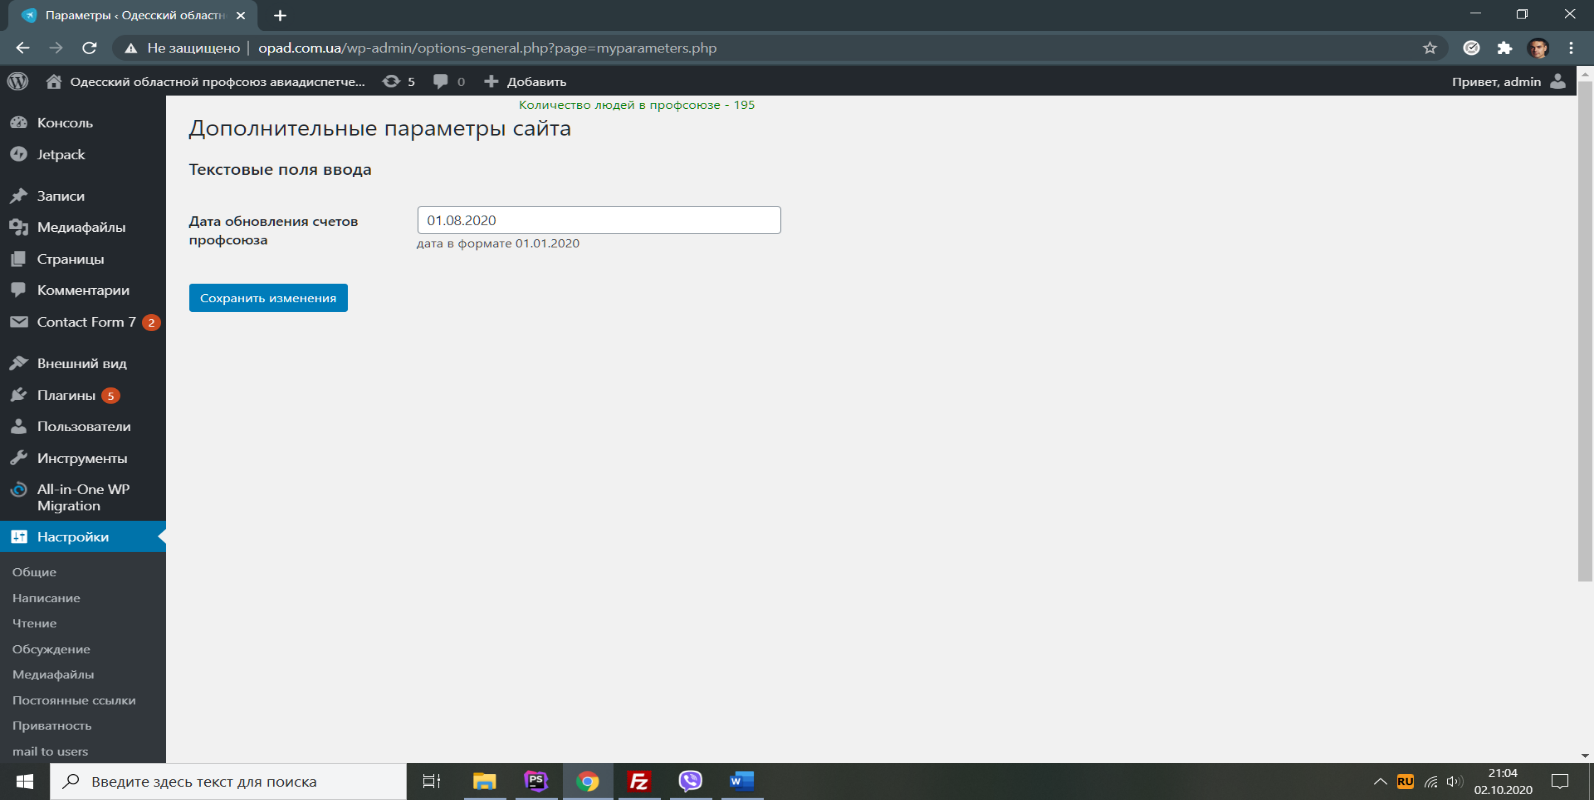 Параметры ‹ Одесский област
Не защищено | opad.com.ua/wp-admin/options-general.php?page=myparameters.php
Одесский областной профсоюз авиадиспетче... 5 0 Добавить Привет, admin
Количество людей в профсоюзе - 195
Дополнительные параметры сайта
Текстовые поля ввода
Дата обновления счетов
профсоюза
01.08.2020
дата в формате 01.01.2020
Сохранить изменения
Консоль
Jetpack
Записи
Медиафайлы
Страницы
Комментарии
Contact Form 7 2
Внешний вид
Плагины 5
Пользователи
Инструменты
All-in-One WP
Migration
Настройки
Общие
Написание
Чтение
Обсуждение
Медиафайлы
Постоянные ссылки
Приватность
mail to users
Введите здесь текст для поиска
PS
Fz
W
RU
21:04
02.10.2020